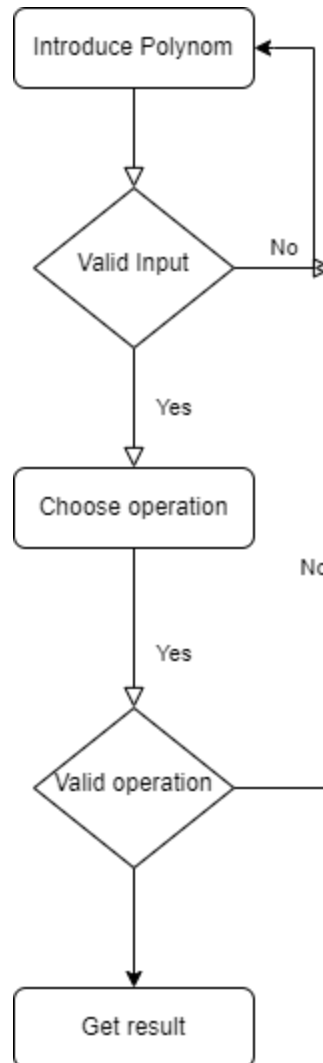 Introduce Polynom
Valid Input
No
Yes
Choose operation
No
Yes
Valid operation
Get result